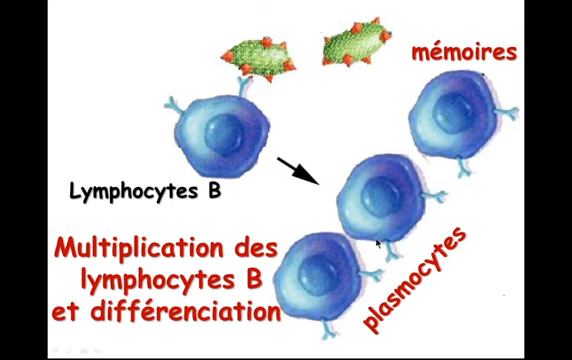 mémoires
Lymphocytes B
Multiplication des
lymphocytes B
et différenciation
plasmocytes